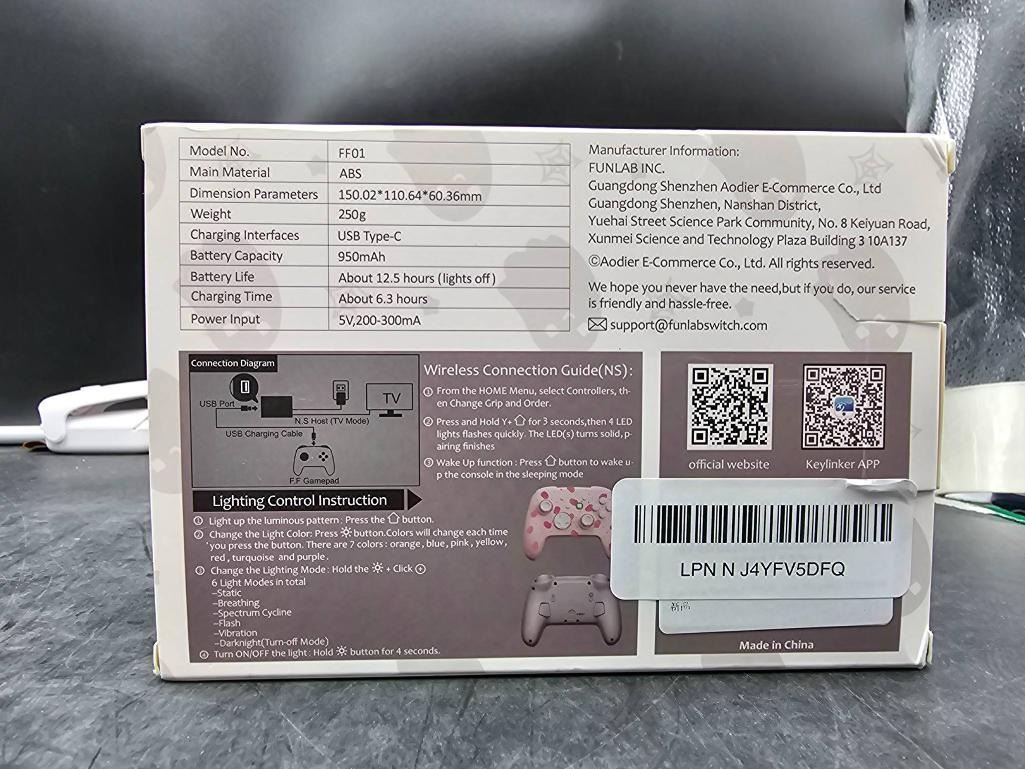 Model No. FF01
Main Material ABS
Dimension Parameters 150.02*110.64*60.36mm
Weight 250g
Charging Interfaces USB Type-C
Battery Capacity 950mAh
Battery Life About 12.5 hours (lights off)
Charging Time About 6.3 hours
Power Input 5V,200-300mA
Manufacturer Information:
FUNLAB INC.
Guangdong Shenzhen Aodier E-Commerce Co., Ltd
Guangdong Shenzhen, Nanshan District,
Yuehai Street Science Park Community, No. 8 Keiyuan Road,
Xunmei Science and Technology Plaza Building 3 10A137
©Aodier E-Commerce Co., Ltd. All rights reserved.
We hope you never have the need,but if you do, our service
is friendly and hassle-free.
support@funlabswitch.com
Connection Diagram
USB Port
TV
N.S Host (TV Mode)
USB Charging Cable
F.F Gamepad
Wireless Connection Guide(NS):
① From the HOME Menu, select Controllers, th-
en Change Grip and Order.
② Press and Hold Y+ for 3 seconds,then 4 LED
lights flashes quickly. The LED(s) turns solid, p-
airing finishes
③ Wake Up function : Press button to wake u-
p the console in the sleeping mode
official website
Keylinker APP
Lighting Control Instruction
① Light up the luminous pattern: Press the button.
② Change the Light Color: Press button.Colors will change each time
you press the button. There are 7 colors : orange, blue, pink, yellow,
red, turquoise and purple.
③ Change the Lighting Mode: Hold the + Click
6 Light Modes in total
–Static
–Breathing
–Spectrum Cycline
–Flash
–Vibration
–Darknight(Turn-off Mode)
④ Turn ON/OFF the light : Hold button for 4 seconds.
LPN N J4YFV5DFQ
Made in China